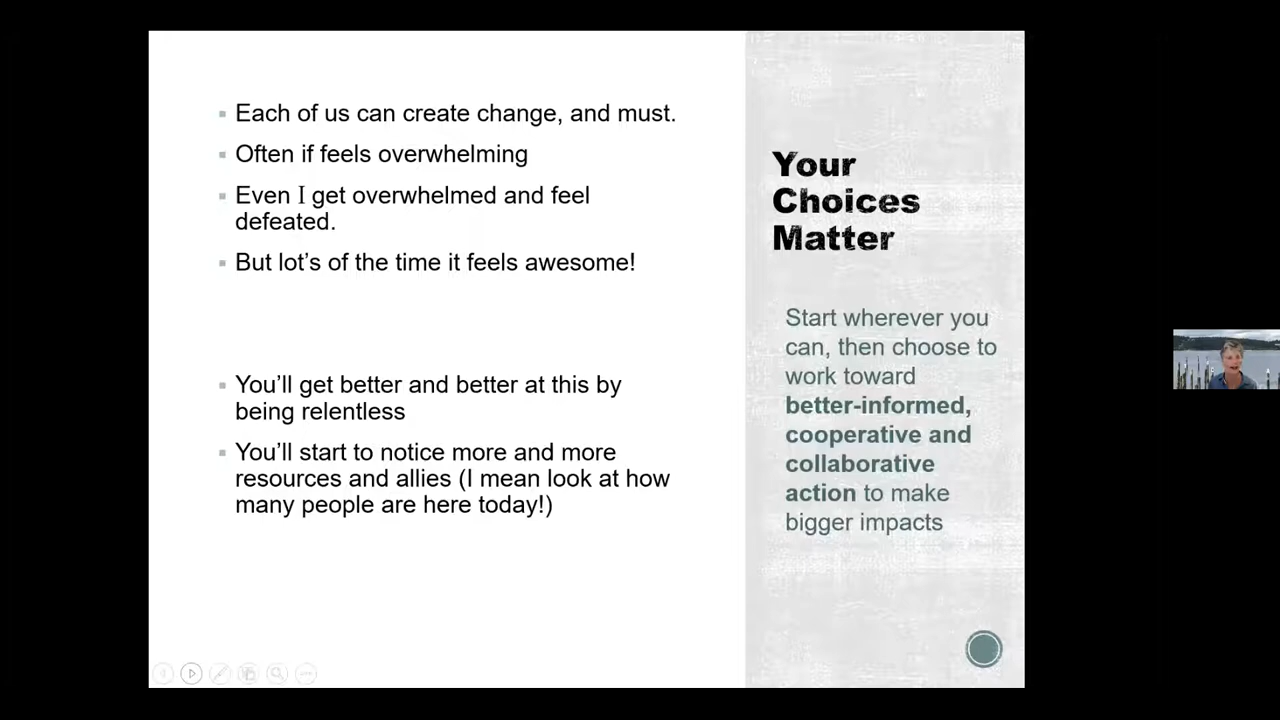 Each of us can create change, and must.
Often if feels overwhelming
Even I get overwhelmed and feel
defeated.
But lot’s of the time it feels awesome!
You’ll get better and better at this by
being relentless
You’ll start to notice more and more
resources and allies (I mean look at how
many people are here today!)
Your
Choices
Matter
Start wherever you
can, then choose to
work toward
better-informed,
cooperative and
collaborative
action to make
bigger impacts